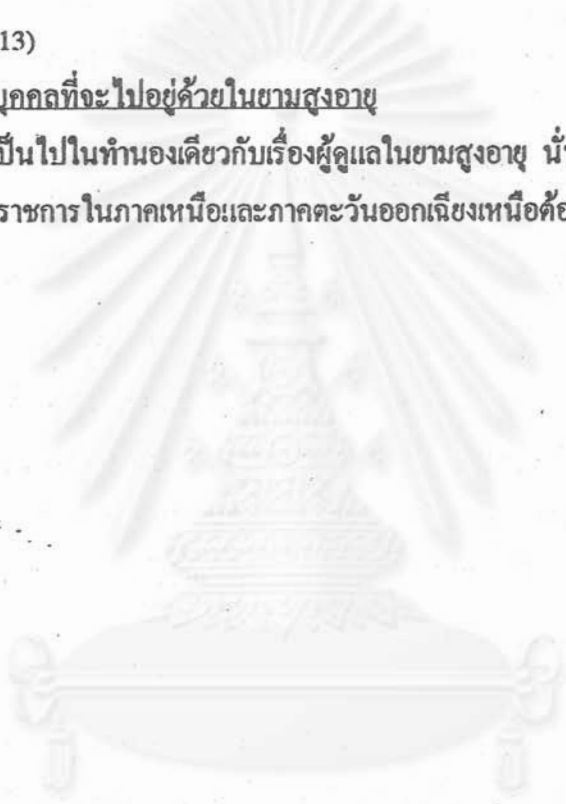 13)
บุคคลที่จะไปอยู่ด้วยในยามสูงอายุ
เป็นไปในทำนองเดียวกับเรื่องผู้ดูแลในยามสูงอายุ นั่น
ราชการในภาคเหนือและภาคตะวันออกเฉียงเหนือต้อ